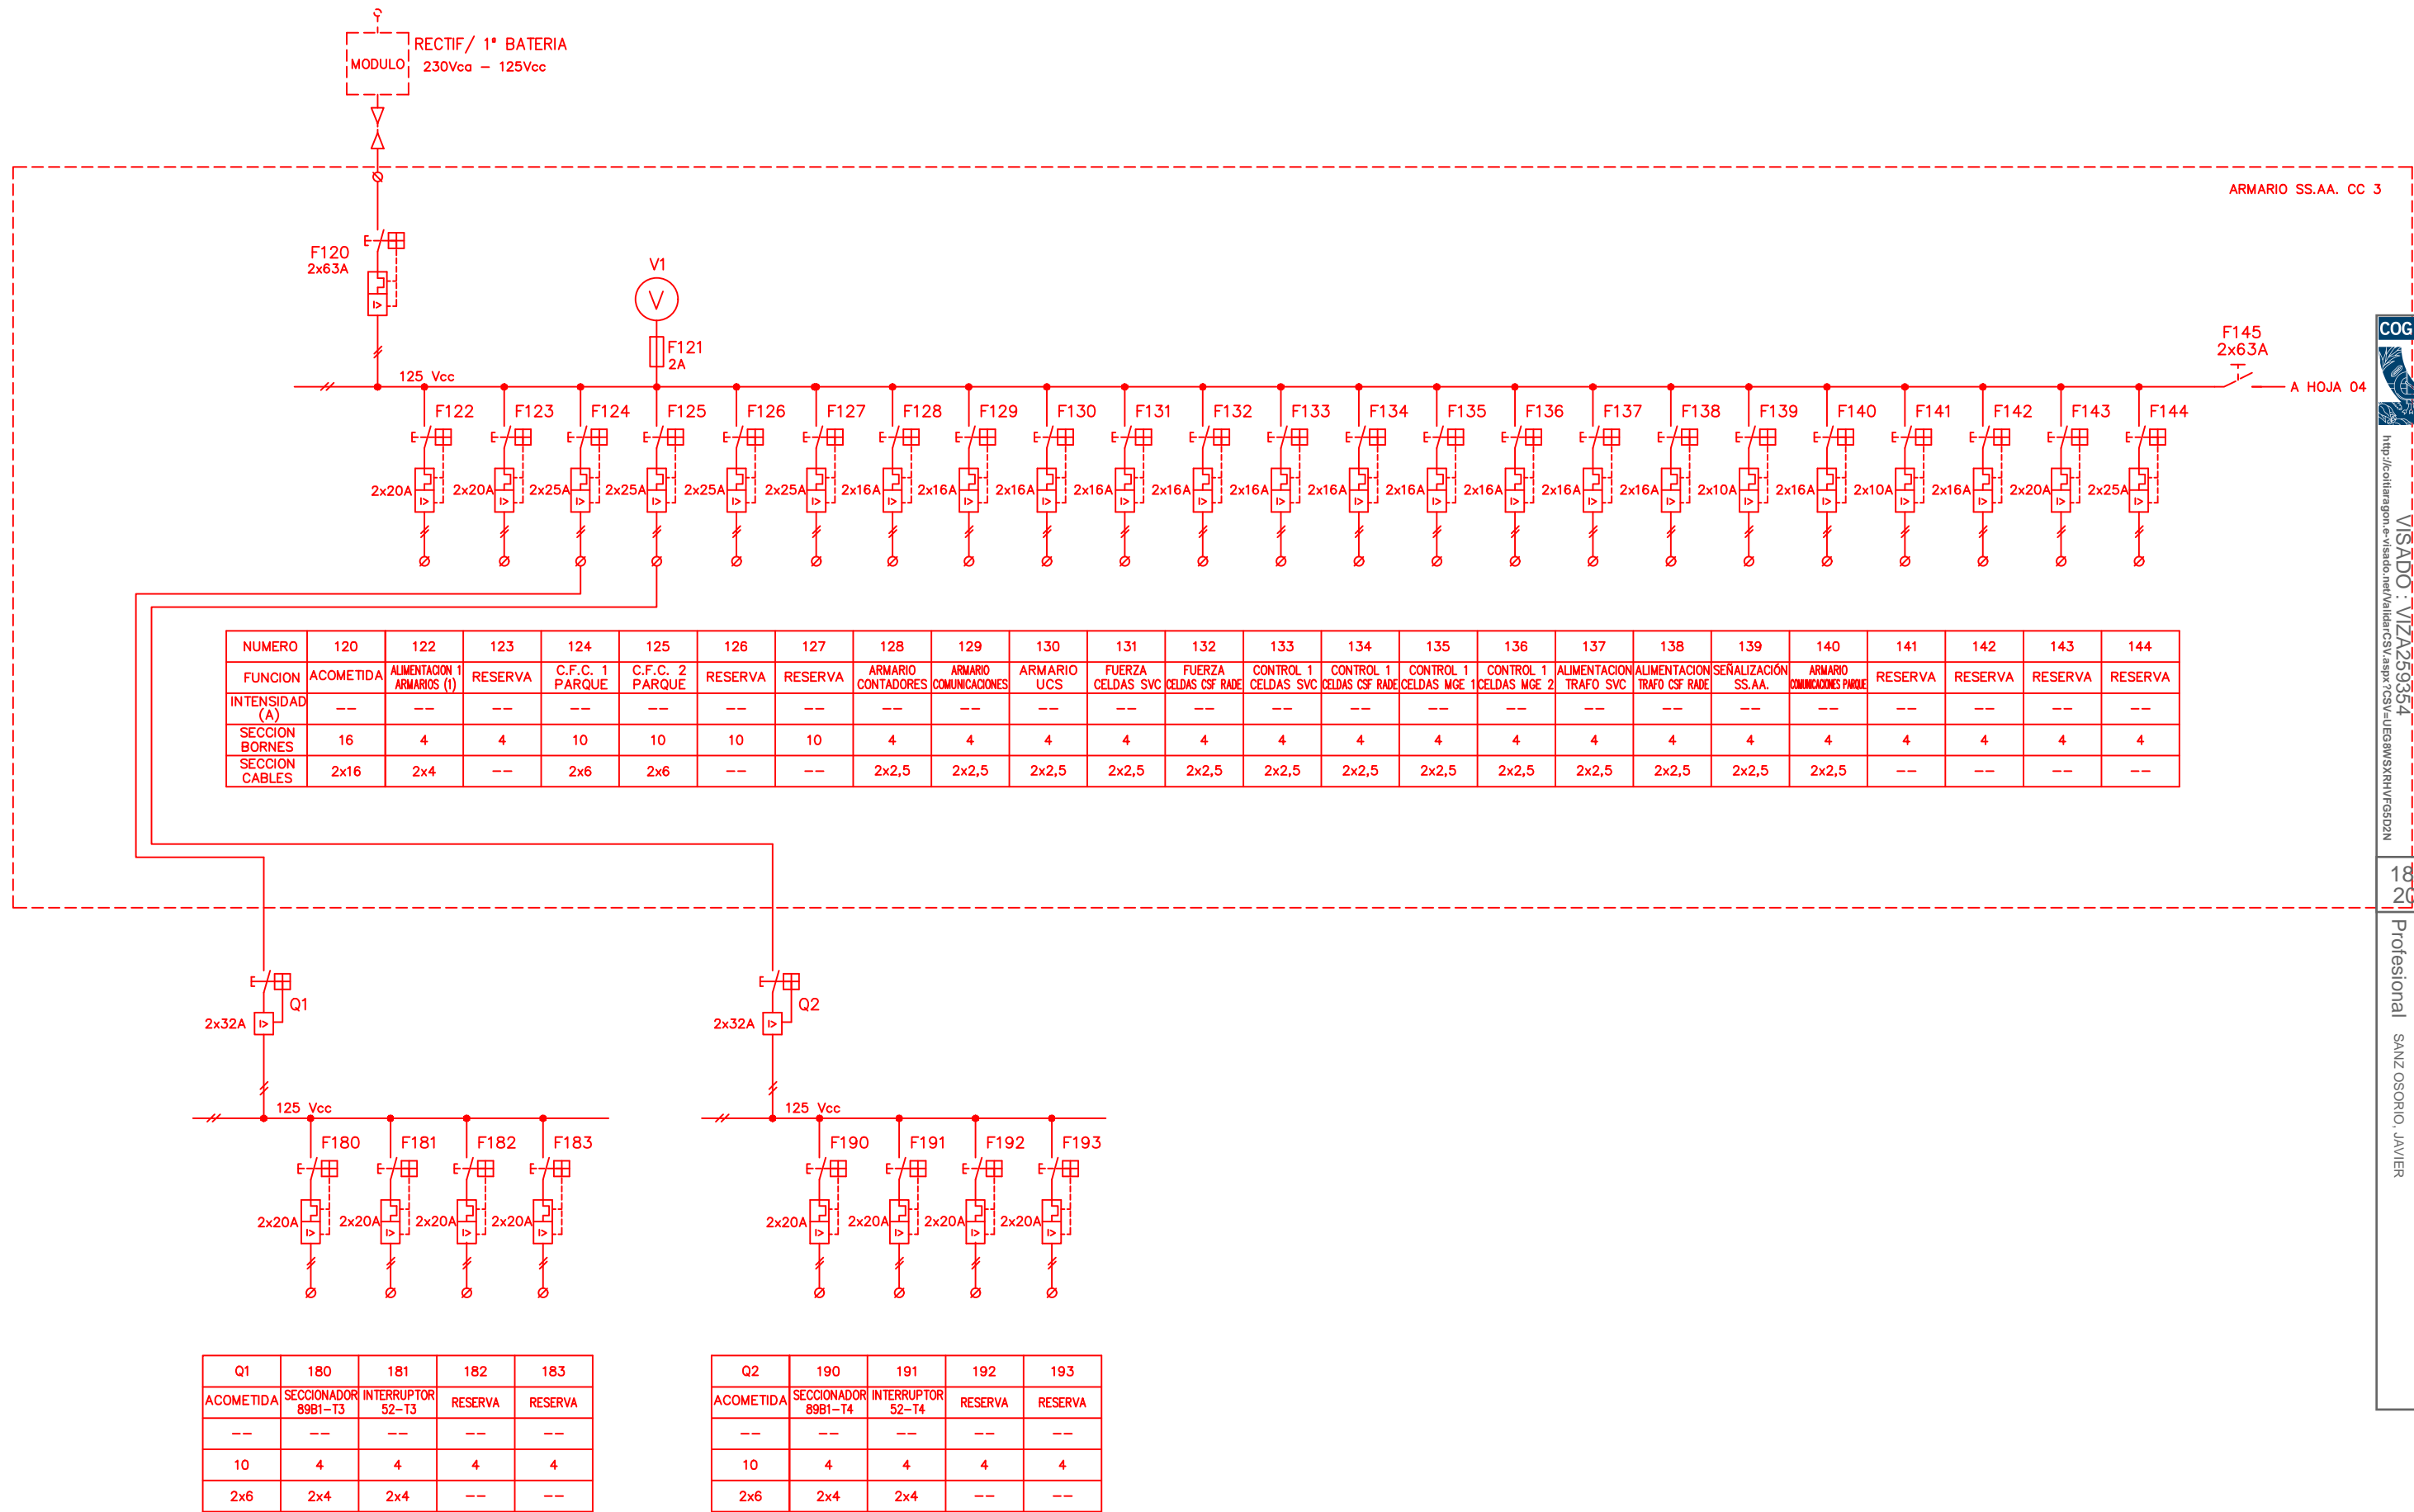 RECTIF/ 1ª BATERIA
MODULO
230Vca – 125Vcc
ARMARIO SS.AA. CC 3
F120
2x63A
V1
V
F121
2A
F145
2x63A
A HOJA 04
125 Vcc
F122 F123 F124 F125 F126 F127 F128 F129 F130 F131 F132 F133 F134 F135 F136 F137 F138 F139 F140 F141 F142 F143 F144
2x20A 2x20A 2x25A 2x25A 2x25A 2x25A 2x16A 2x16A 2x16A 2x16A 2x16A 2x16A 2x16A 2x16A 2x16A 2x16A 2x16A 2x10A 2x16A 2x10A 2x16A 2x20A 2x25A
I> I> I> I> I> I> I> I> I> I> I> I> I> I> I> I> I> I> I> I> I> I> I> I>
NUMERO 120 122 123 124 125 126 127 128 129 130 131 132 133 134 135 136 137 138 139 140 141 142 143 144
FUNCION ACOMETIDA ALIMENTACION 1 ARMARIOS (1) RESERVA C.F.C. 1 PARQUE C.F.C. 2 PARQUE RESERVA RESERVA ARMARIO CONTADORES ARMARIO COMUNICACIONES ARMARIO UCS FUERZA CELDAS SVC FUERZA CELDAS CSF RADE CONTROL 1 CELDAS SVC CONTROL 1 CELDAS CSF RADE CONTROL 1 CELDAS MGE 1 CONTROL 1 CELDAS MGE 2 ALIMENTACION TRAFO SVC ALIMENTACION TRAFO CSF RADE SEÑALIZACIÓN SS.AA. ARMARIO COMUNICACIONES PARQUE RESERVA RESERVA RESERVA RESERVA
INTENSIDAD (A) -- -- -- -- -- -- -- -- -- -- -- -- -- -- -- -- -- -- -- -- -- -- -- --
SECCION BORNES 16 4 4 10 10 10 10 4 4 4 4 4 4 4 4 4 4 4 4 4 4 4 4 4
SECCION CABLES 2x16 2x4 -- 2x6 2x6 -- -- 2x2,5 2x2,5 2x2,5 2x2,5 2x2,5 2x2,5 2x2,5 2x2,5 2x2,5 2x2,5 2x2,5 2x2,5 2x2,5 -- -- -- --
Q1
2x32A
I>
125 Vcc
F180 F181 F182 F183
2x20A 2x20A 2x20A 2x20A
I> I> I> I>
Q1 180 181 182 183
ACOMETIDA SECCIONADOR 89B1-T3 INTERRUPTOR 52-T3 RESERVA RESERVA
-- -- -- -- --
10 4 4 4 4
2x6 2x4 2x4 -- --
Q2
2x32A
I>
125 Vcc
F190 F191 F192 F193
2x20A 2x20A 2x20A 2x20A
I> I> I> I>
Q2 190 191 192 193
ACOMETIDA SECCIONADOR 89B1-T4 INTERRUPTOR 52-T4 RESERVA RESERVA
-- -- -- -- --
10 4 4 4 4
2x6 2x4 2x4 -- --
COG
VISADO : VIZA259354
http://coitiaragon.e-visado.net/ValidarCSV.aspx?CSV=UEG8WSXRHVFG5D2N
18
Profesional SANZ OSORIO, JAVIER